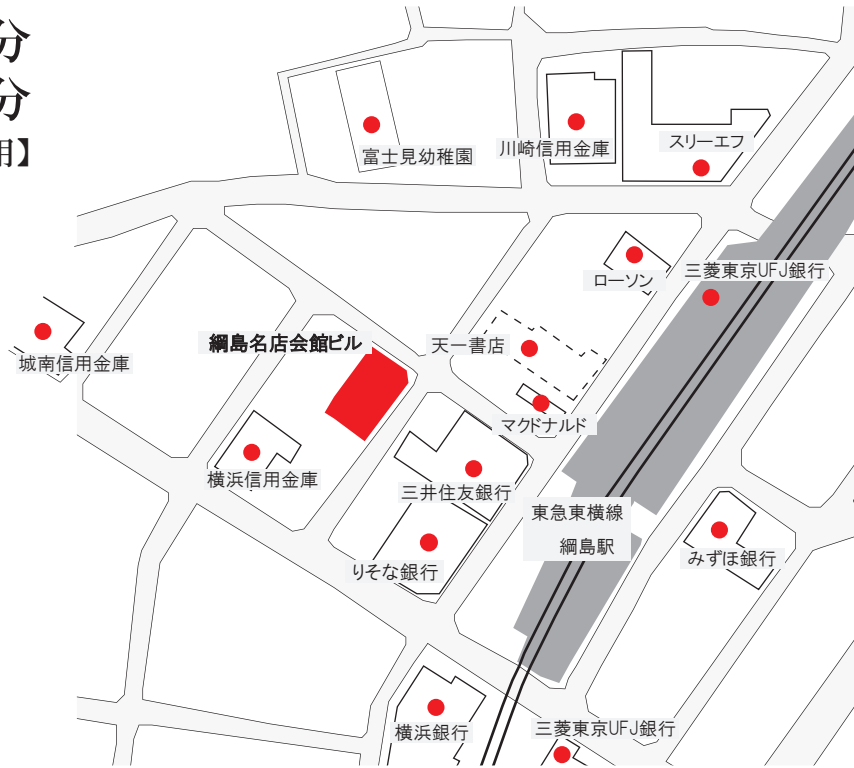 分
分
用】
富士見幼稚園
川崎信用金庫
スリーエフ
ローソン
三菱東京UFJ銀行
城南信用金庫
綱島名店会館ビル
天一書店
マクドナルド
横浜信用金庫
三井住友銀行
東急東横線
綱島駅
みずほ銀行
りそな銀行
横浜銀行
三菱東京UFJ銀行